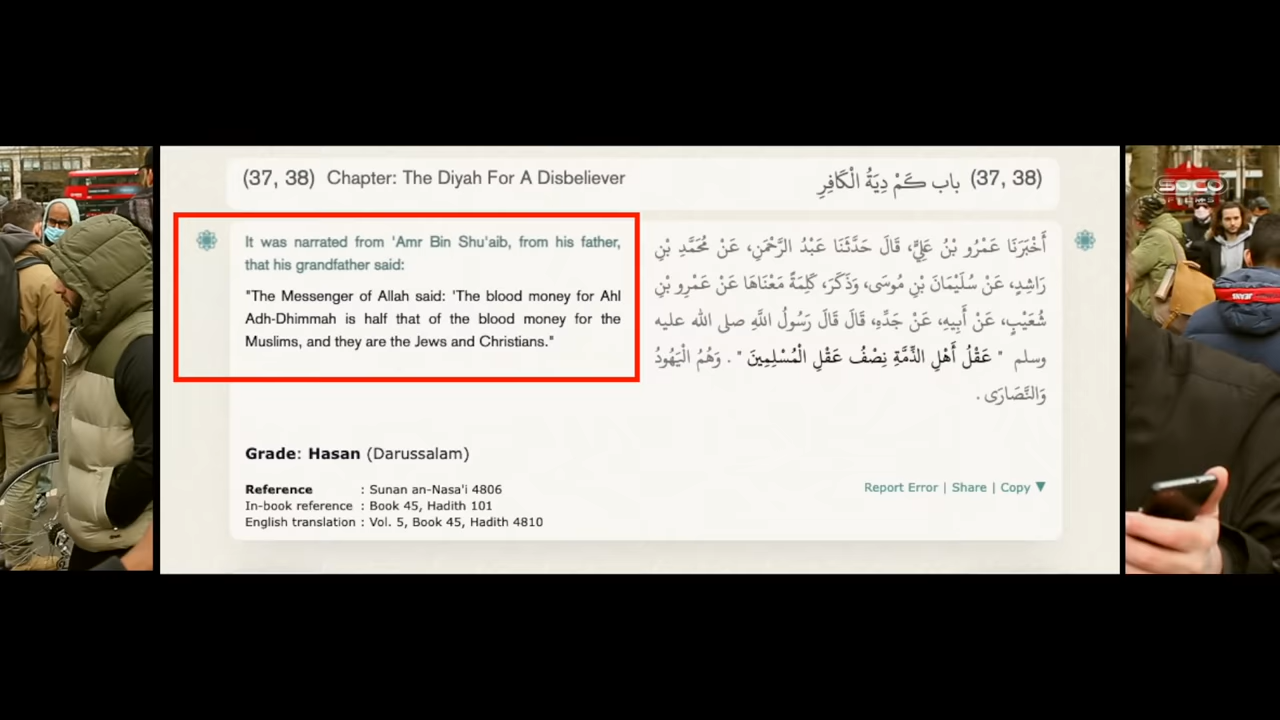 (37, 38) Chapter: The Diyah For A Disbeliever
باب كَمْ دِيَةُ الْكَافِرِ (37, 38)
It was narrated from 'Amr Bin Shu'aib, from his father,
that his grandfather said:
"The Messenger of Allah said: 'The blood money for Ahl
Adh-Dhimmah is half that of the blood money for the
Muslims, and they are the Jews and Christians."
أَخْبَرَنَا عَمْرُو بْنُ عَلِيٍّ، قَالَ حَدَّثَنَا عَبْدُ الرَّحْمَنِ، عَنْ مُحَمَّدِ بْنِ
رَاشِدٍ، عَنْ سُلَيْمَانَ بْنِ مُوسَى، وَذَكَرَ، كَلِمَةً مَعْنَاهَا عَنْ عَمْرِو بْنِ
شُعَيْبٍ، عَنْ أَبِيهِ، عَنْ جَدِّهِ، قَالَ قَالَ رَسُولُ اللَّهِ صلى الله عليه
وسلم " عَقْلُ أَهْلِ الذِّمَّةِ نِصْفُ عَقْلِ الْمُسْلِمِينَ " . وَهُمُ الْيَهُودُ
وَالنَّصَارَى .
Grade: Hasan (Darussalam)
Reference : Sunan an-Nasa'i 4806
In-book reference : Book 45, Hadith 101
English translation : Vol. 5, Book 45, Hadith 4810
Report Error | Share | Copy ▼
SOCO